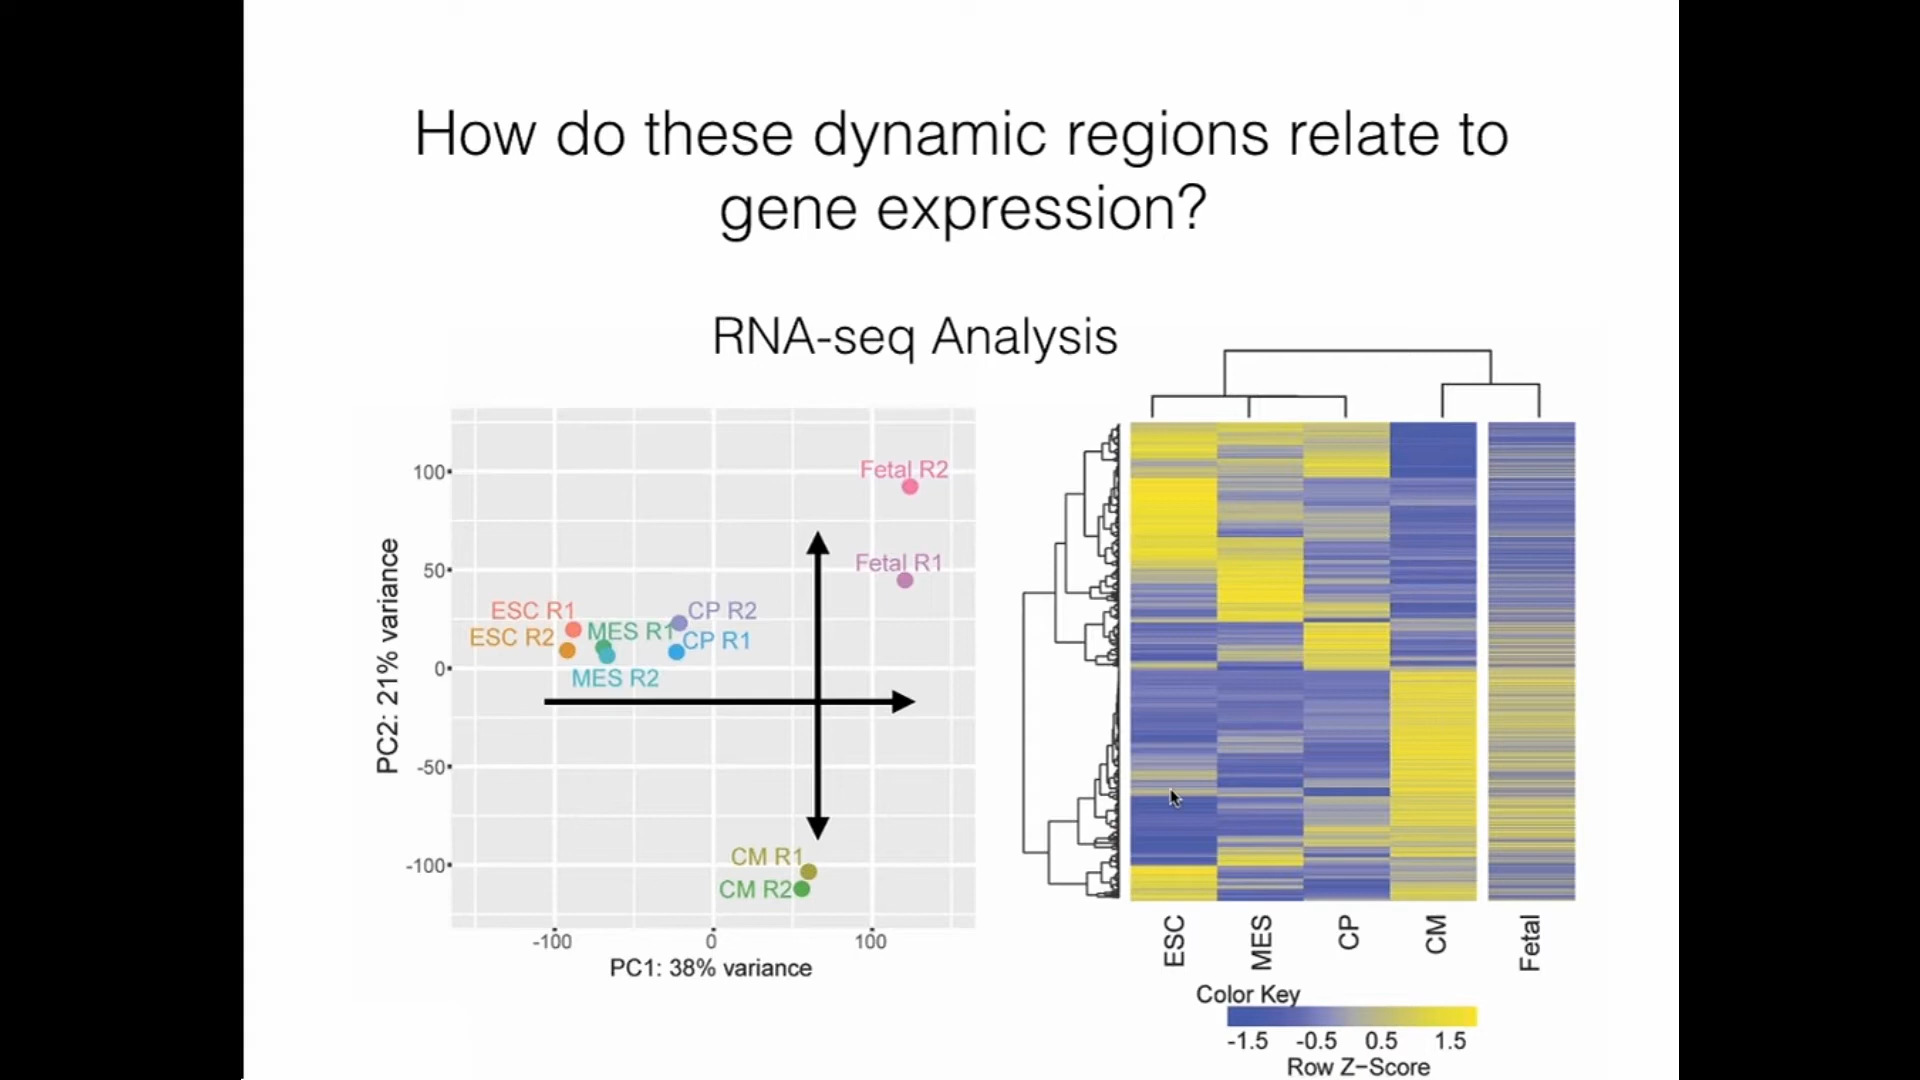 How do these dynamic regions relate to
gene expression?
RNA-seq Analysis
PC2: 21% variance
100
50
0
-50
-100
Fetal R2
Fetal R1
ESC R1
CP R2
ESC R2
MES R1
CP R1
MES R2
CM R1
CM R2
-100
0
100
PC1: 38% variance
ESC
MES
CP
CM
Fetal
Color Key
-1.5 -0.5 0.5 1.5
Row Z-Score